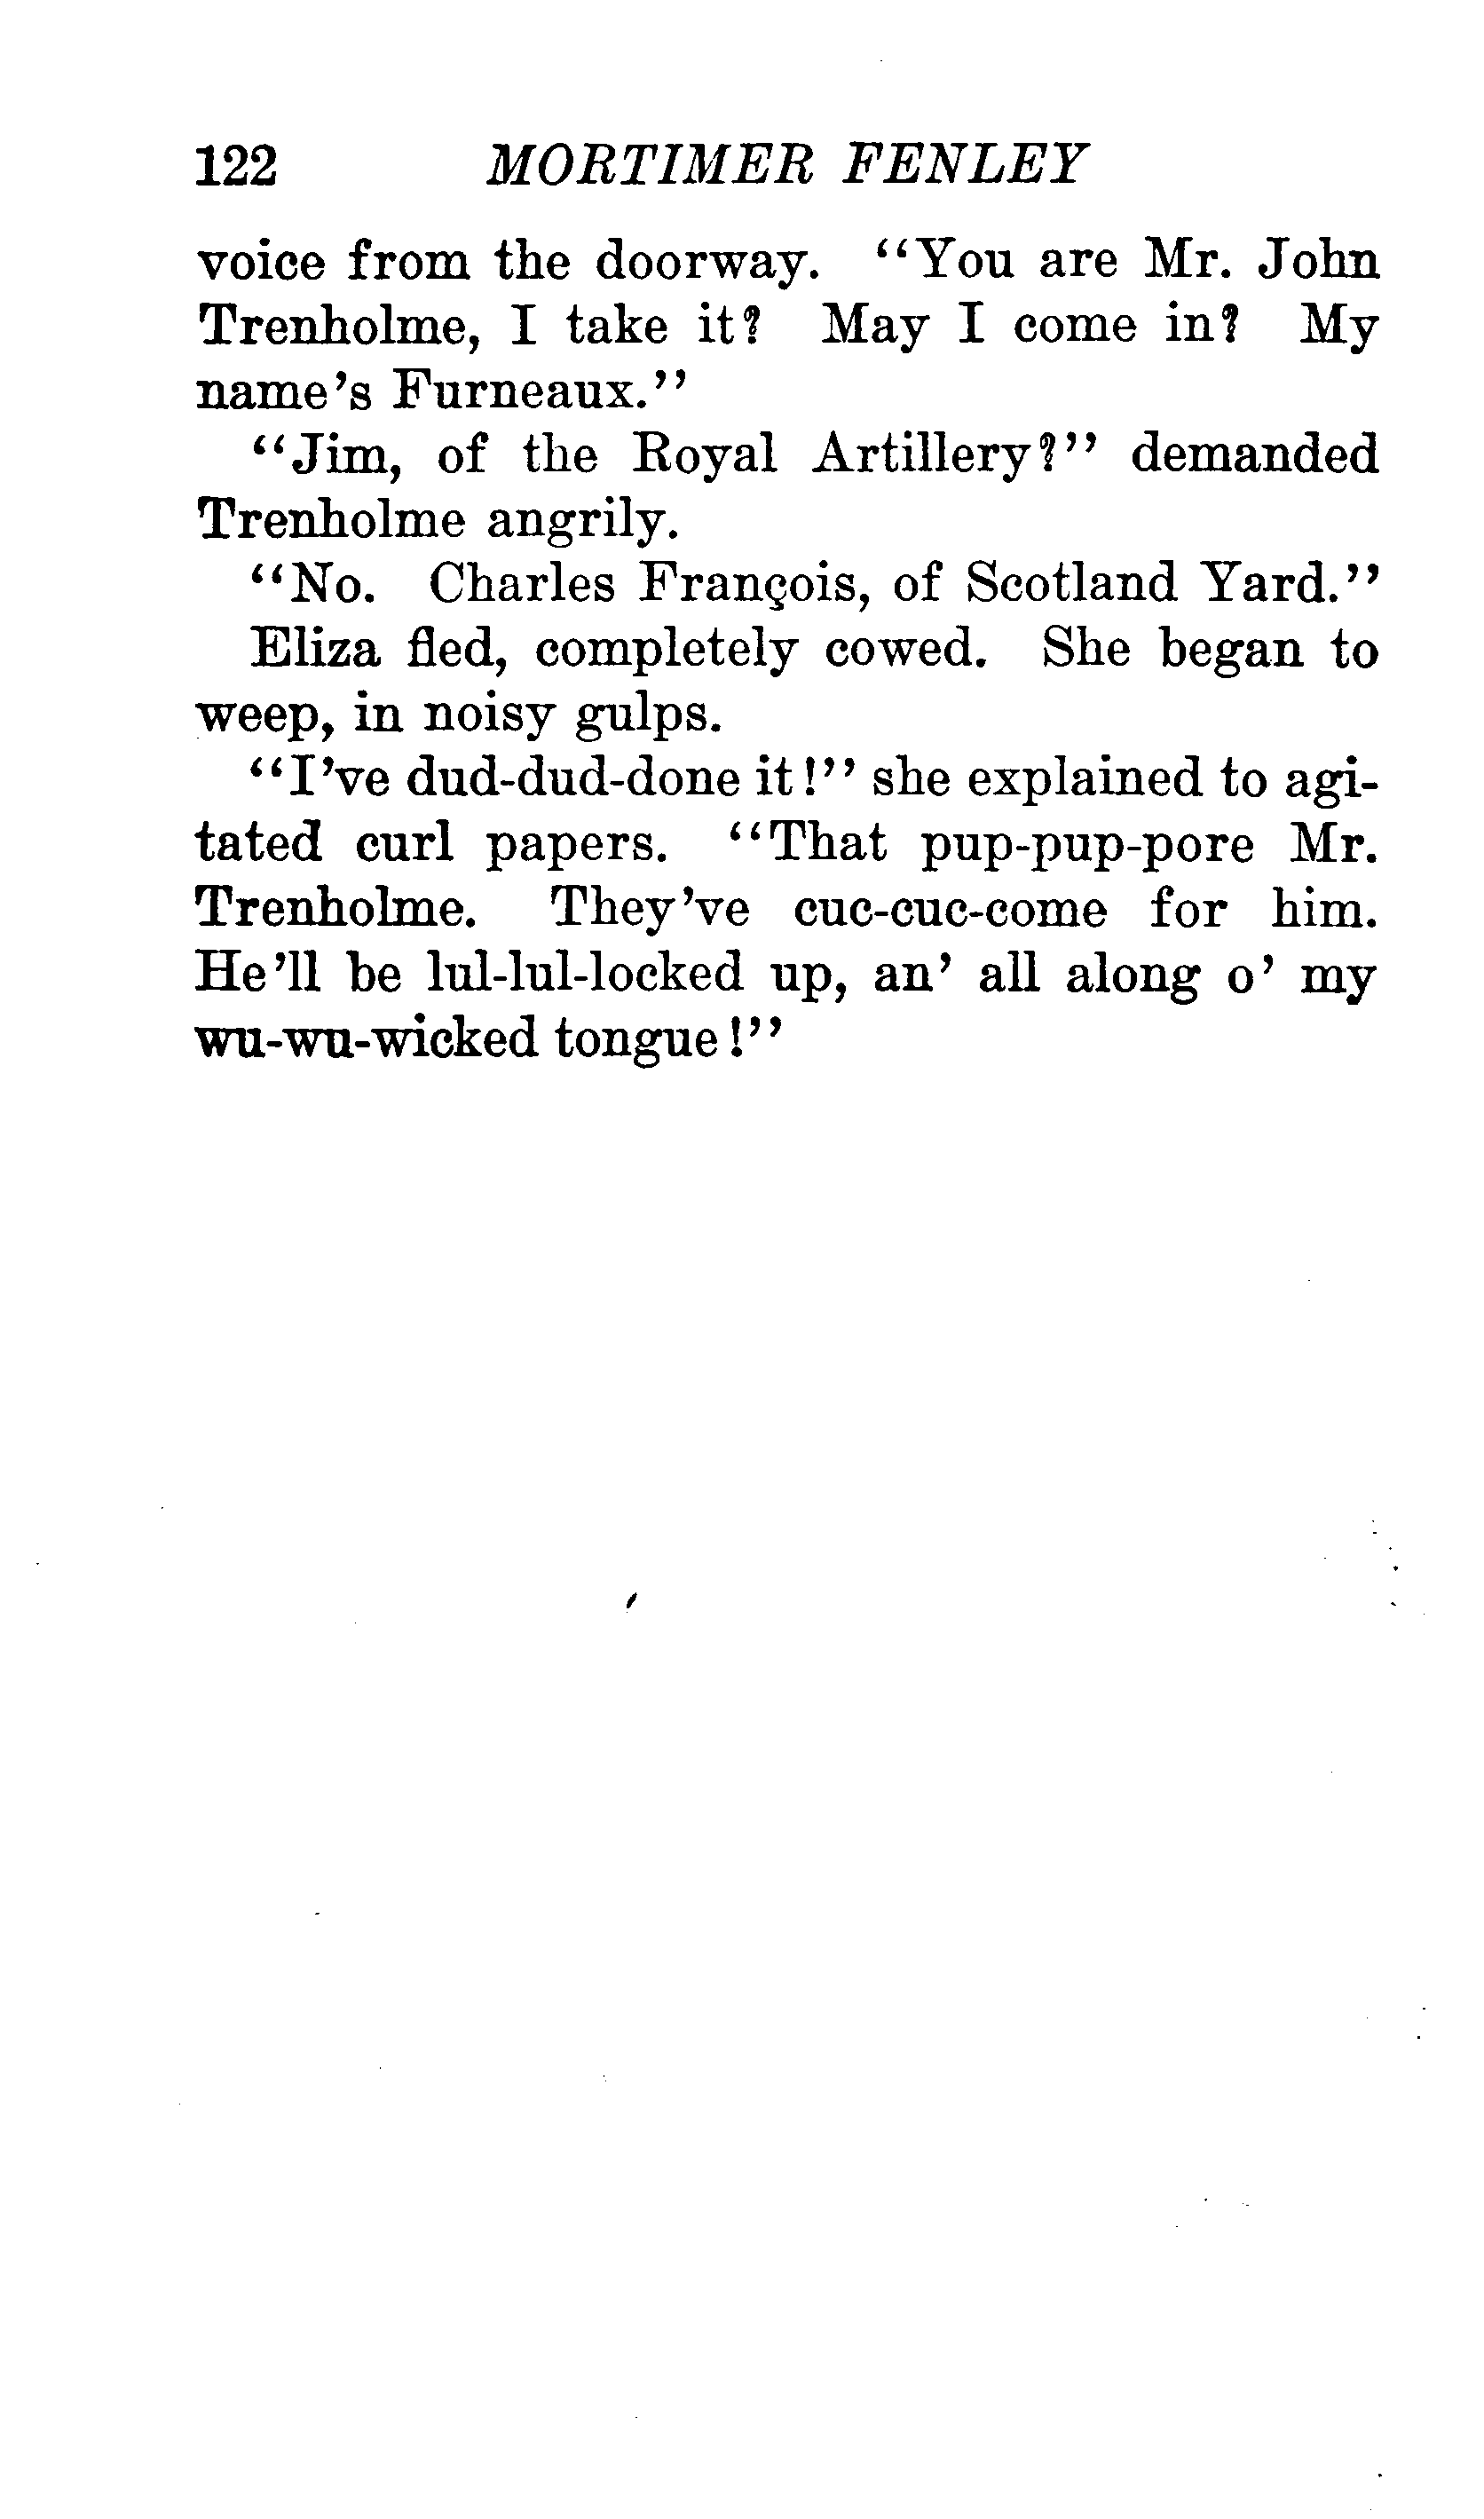 122 MORTIMER FENLEY
voice from the doorway. "You are Mr. John
Trenholme, I take it? May I come in? My
name's Furneaux."
"Jim, of the Royal Artillery?" demanded
Trenholme angrily.
"No. Charles François, of Scotland Yard."
Eliza fled, completely cowed. She began to
weep, in noisy gulps.
"I've dud-dud-done it!" she explained to agi-
tated curl papers. "That pup-pup-pore Mr.
Trenholme. They've cuc-cuc-come for him.
He'll be lul-lul-locked up, an' all along o' my
wu-wu-wicked tongue!"